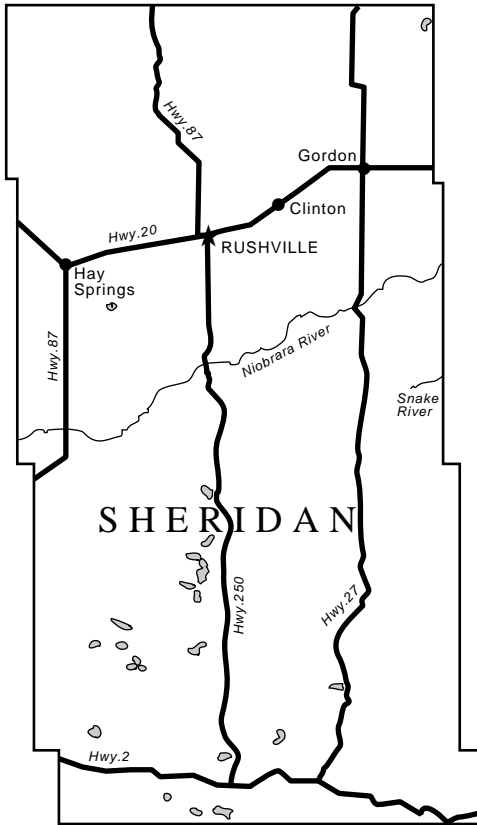 Hwy.87
Gordon
Clinton
Hwy.20
RUSHVILLE
Hay
Springs
Niobrara River
Hwy.87
Snake
River
SHERIDAN
Hwy.250
Hwy.27
Hwy.2